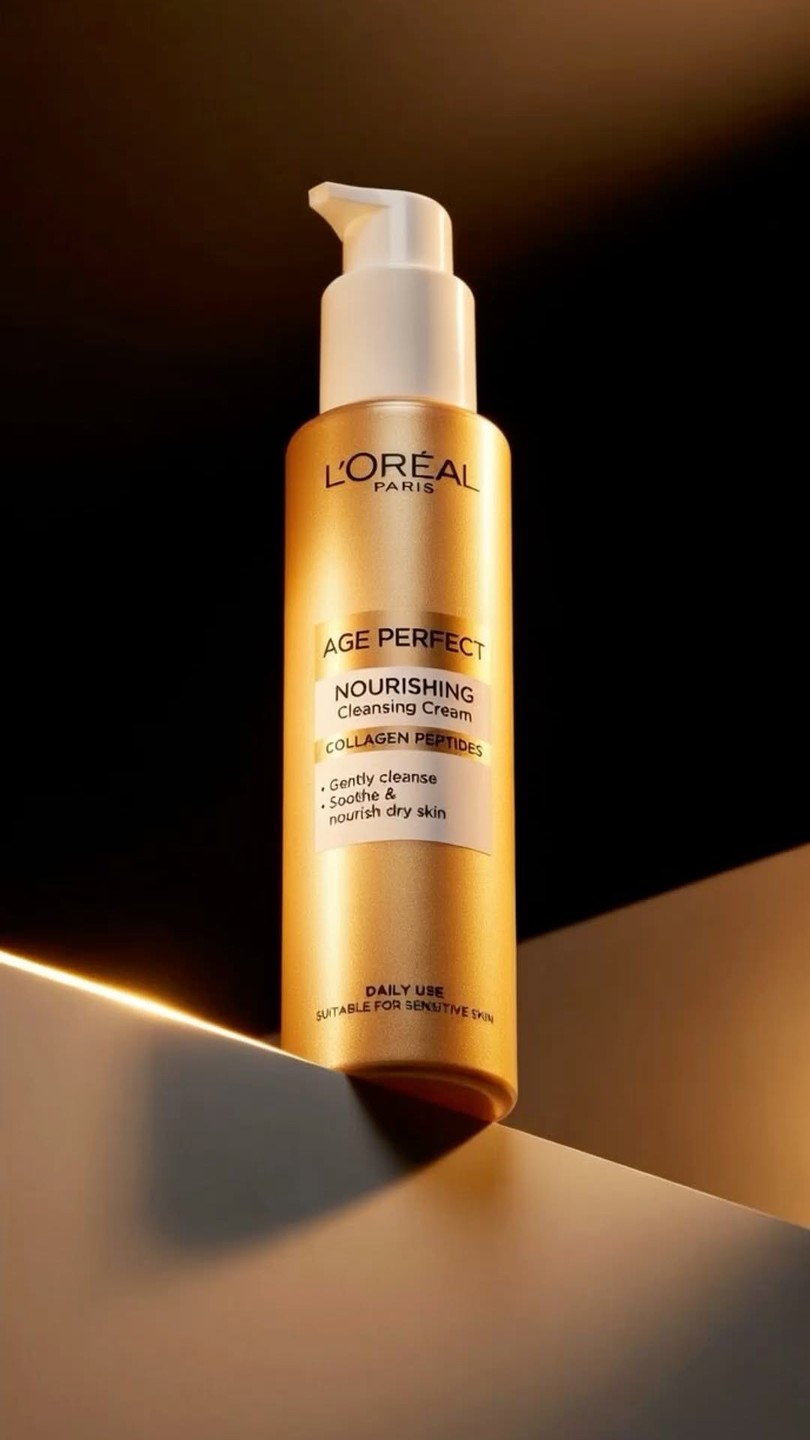 L'ORÉAL
PARIS
AGE PERFECT
NOURISHING
Cleansing Cream
COLLAGEN PEPTIDES
• Gently cleanse
• Soothe &
nourish dry skin
DAILY USE
SUITABLE FOR SENSITIVE SKIN